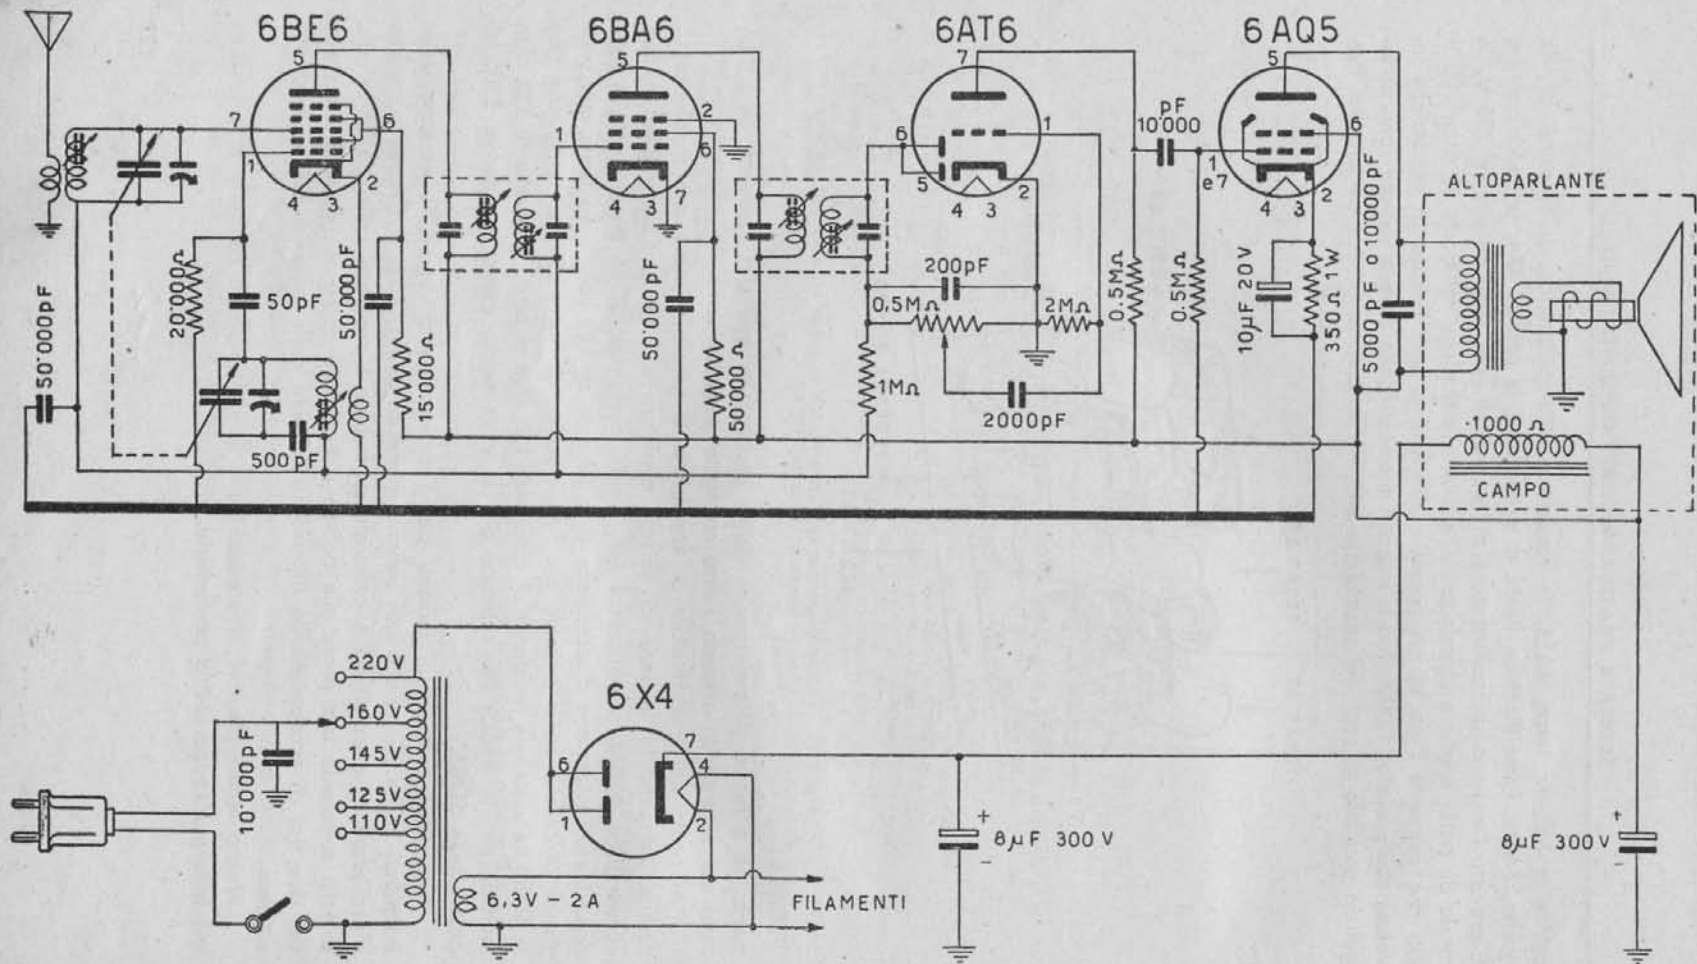 6BE6
6BA6
6AT6
6AQ5
5
5
7
5
7
6
1
2
4
3
1
2
6
7
4
3
6
5
1
2
4
3
pF
10'000
1
e7
6
2
4
3
50'000pF
20'000Ω
50pF
500pF
50.000pF
15.000Ω
50'000pF
50.000Ω
200pF
0.5MΩ
2MΩ
1MΩ
2000pF
0.5MΩ
0.5MΩ
10µF 20V
350Ω 1W
5000pF o 10'000pF
ALTOPARLANTE
1000Ω
CAMPO
220V
160V
145V
125V
110V
10'000pF
6X4
6
1
7
4
2
6,3V - 2A
FILAMENTI
+
8µF 300V
-
+
8µF 300V
-